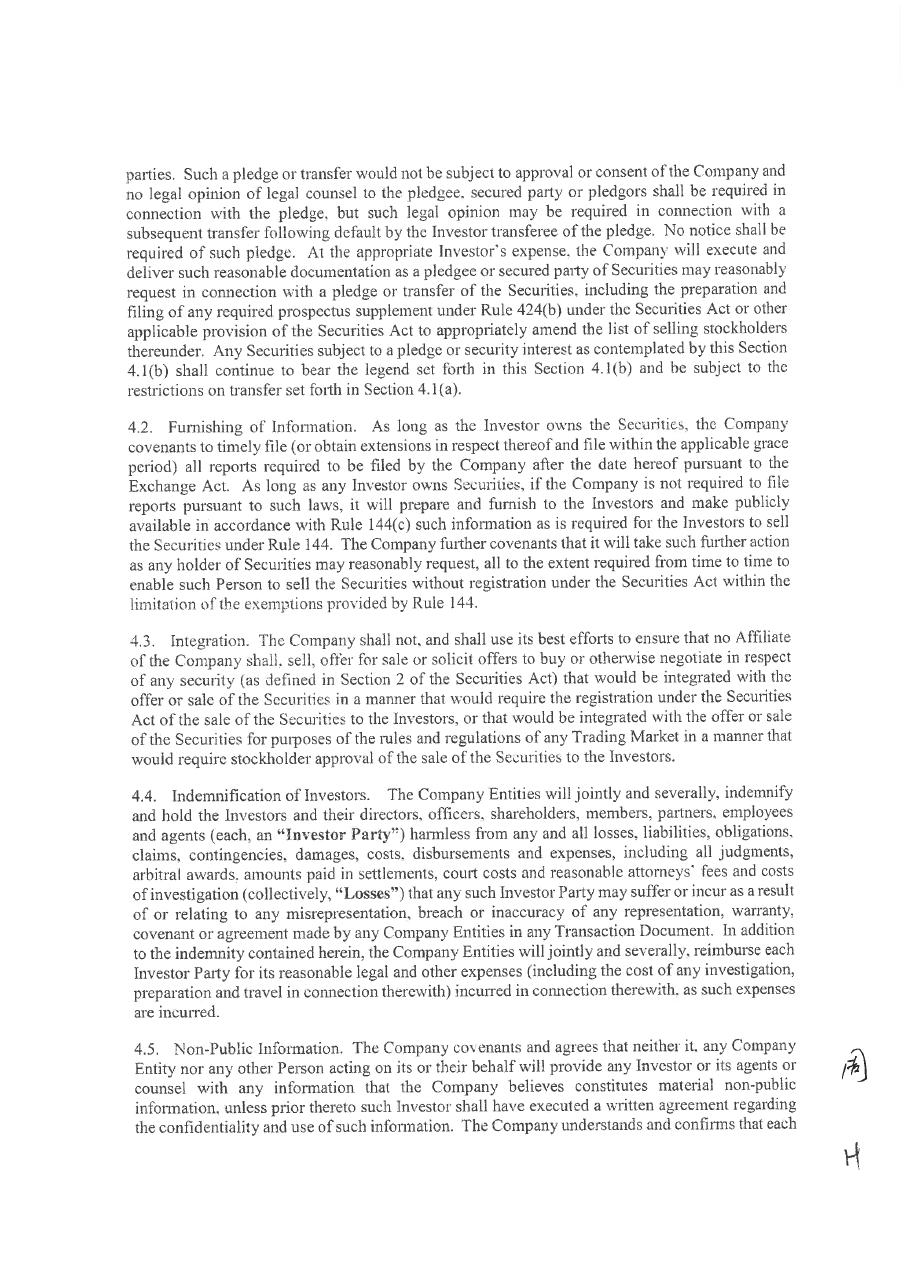 parties. Such a pledge or transfer would not be subject to approval or consent of the Company and
no legal opinion of legal counsel to the pledgee, secured party or pledgors shall be required in
connection with the pledge, but such legal opinion may be required in connection with a
subsequent transfer following default by the Investor transferee of the pledge. No notice shall be
required of such pledge. At the appropriate Investor's expense, the Company will execute and
deliver such reasonable documentation as a pledgee or secured party of Securities may reasonably
request in connection with a pledge or transfer of the Securities, including the preparation and
filing of any required prospectus supplement under Rule 424(b) under the Securities Act or other
applicable provision of the Securities Act to appropriately amend the list of selling stockholders
thereunder. Any Securities subject to a pledge or security interest as contemplated by this Section
4.1(b) shall continue to bear the legend set forth in this Section 4.1(b) and be subject to the
restrictions on transfer set forth in Section 4.1(a).
4.2. Furnishing of Information. As long as the Investor owns the Securities, the Company
covenants to timely file (or obtain extensions in respect thereof and file within the applicable grace
period) all reports required to be filed by the Company after the date hereof pursuant to the
Exchange Act. As long as any Investor owns Securities, if the Company is not required to file
reports pursuant to such laws, it will prepare and furnish to the Investors and make publicly
available in accordance with Rule 144(c) such information as is required for the Investors to sell
the Securities under Rule 144. The Company further covenants that it will take such further action
as any holder of Securities may reasonably request, all to the extent required from time to time to
enable such Person to sell the Securities without registration under the Securities Act within the
limitation of the exemptions provided by Rule 144.
4.3. Integration. The Company shall not, and shall use its best efforts to ensure that no Affiliate
of the Company shall, sell, offer for sale or solicit offers to buy or otherwise negotiate in respect
of any security (as defined in Section 2 of the Securities Act) that would be integrated with the
offer or sale of the Securities in a manner that would require the registration under the Securities
Act of the sale of the Securities to the Investors, or that would be integrated with the offer or sale
of the Securities for purposes of the rules and regulations of any Trading Market in a manner that
would require stockholder approval of the sale of the Securities to the Investors.
4.4. Indemnification of Investors. The Company Entities will jointly and severally, indemnify
and hold the Investors and their directors, officers, shareholders, members, partners, employees
and agents (each, an “Investor Party”) harmless from any and all losses, liabilities, obligations,
claims, contingencies, damages, costs, disbursements and expenses, including all judgments,
arbitral awards, amounts paid in settlements, court costs and reasonable attorneys' fees and costs
of investigation (collectively, “Losses”) that any such Investor Party may suffer or incur as a result
of or relating to any misrepresentation, breach or inaccuracy of any representation, warranty,
covenant or agreement made by any Company Entities in any Transaction Document. In addition
to the indemnity contained herein, the Company Entities will jointly and severally, reimburse each
Investor Party for its reasonable legal and other expenses (including the cost of any investigation,
preparation and travel in connection therewith) incurred in connection therewith, as such expenses
are incurred.
4.5. Non-Public Information. The Company covenants and agrees that neither it, any Company
Entity nor any other Person acting on its or their behalf will provide any Investor or its agents or
counsel with any information that the Company believes constitutes material non-public
information, unless prior thereto such Investor shall have executed a written agreement regarding
the confidentiality and use of such information. The Company understands and confirms that each
H